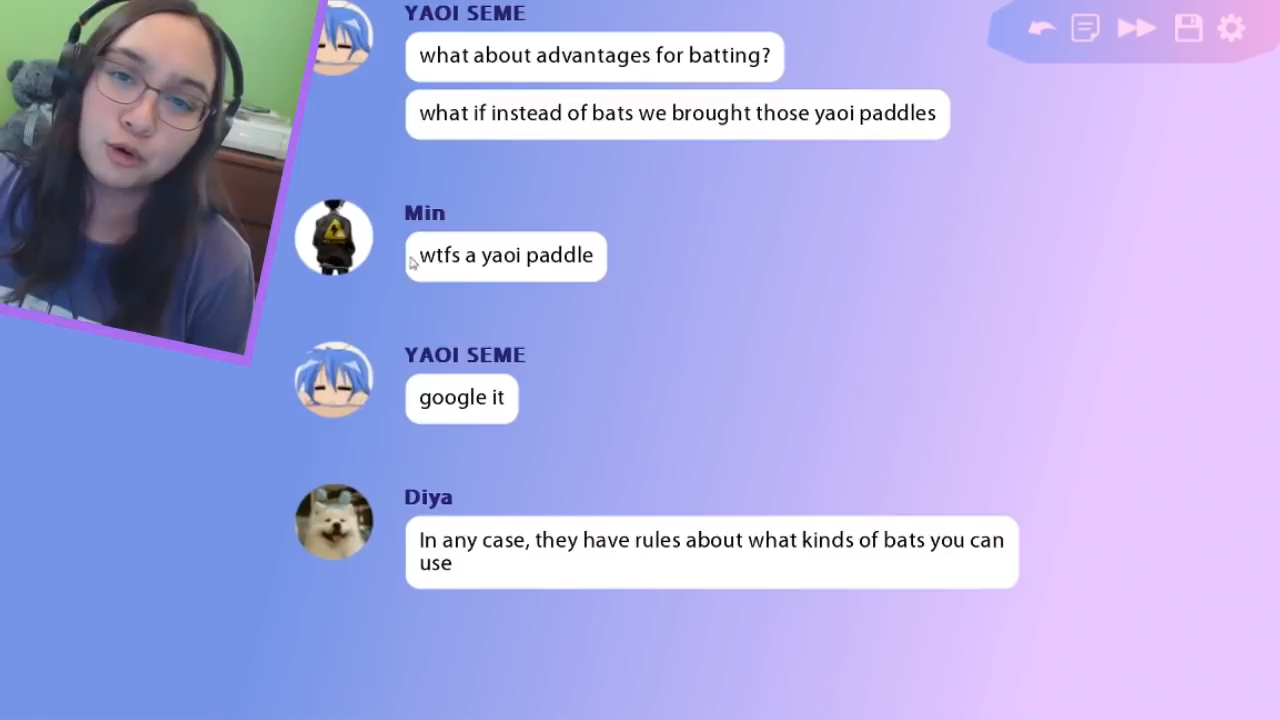 YAOI SEME
what about advantages for batting?
what if instead of bats we brought those yaoi paddles
Min
wtfs a yaoi paddle
YAOI SEME
google it
Diya
In any case, they have rules about what kinds of bats you can
use